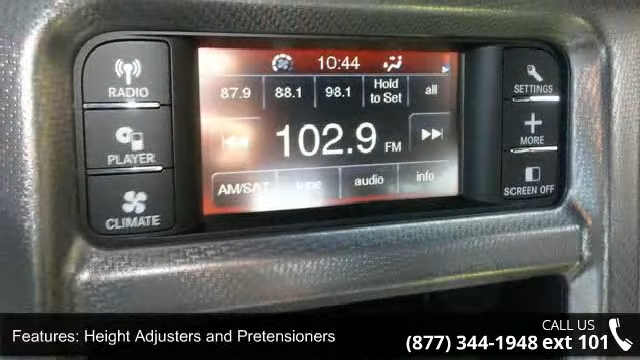 10:44
RADIO
87.9 88.1 98.1 Hold to Set all
SETTINGS
PLAYER
102.9 FM
MORE
CLIMATE
AM/SAT tune audio info
SCREEN OFF
Features: Height Adjusters and Pretensioners
CALL US
(877) 344-1948 ext 101